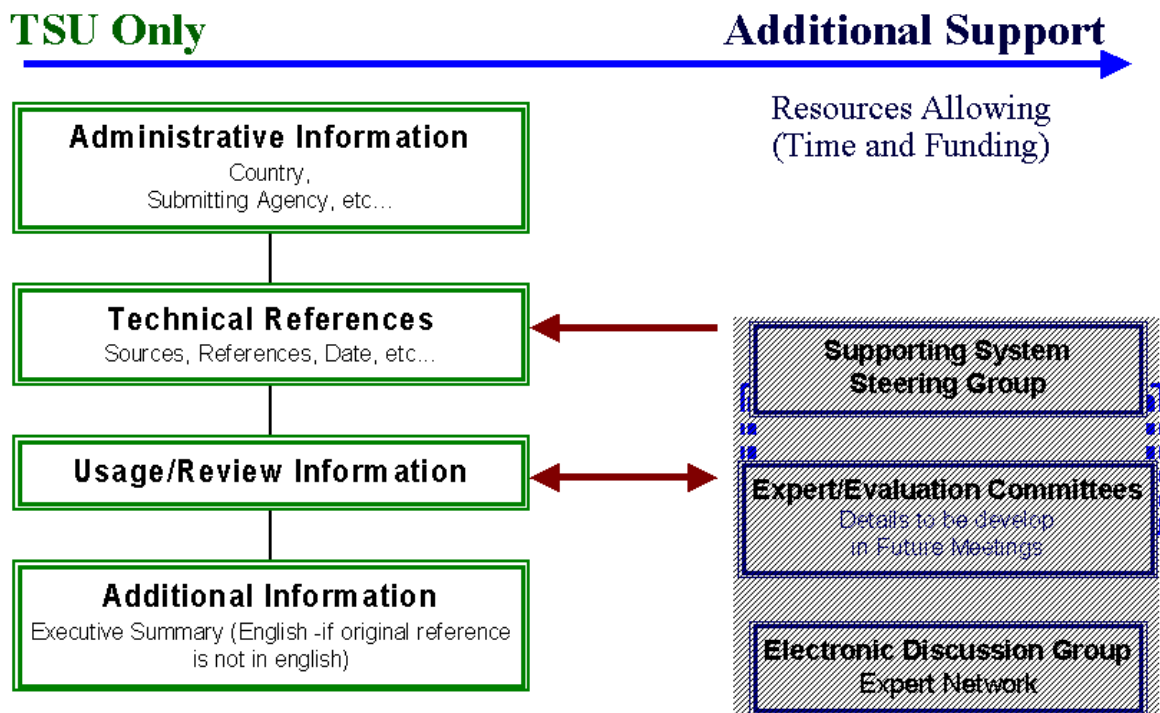 TSU Only
Additional Support
Resources Allowing
(Time and Funding)
Administrative Information
Country,
Submitting Agency, etc...
Technical References
Sources, References, Date, etc...
Usage/Review Information
Additional Information
Executive Summary (English -if original reference
is not in english)
Supporting System
Steering Group
Expert/Evaluation Committees
Details to be develop
in Future Meetings
Electronic Discussion Group
Expert Network